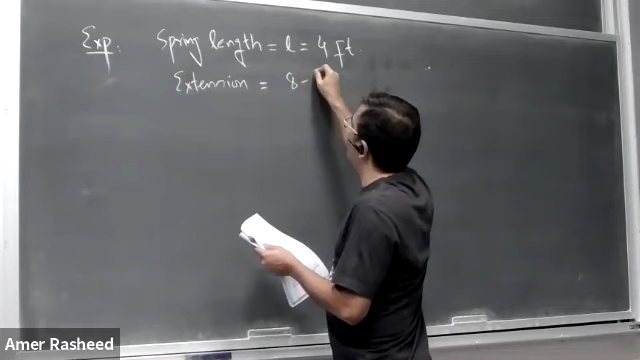 Exp: Spring length = l = 4 ft.
Extension = 8 -
Amer Rasheed